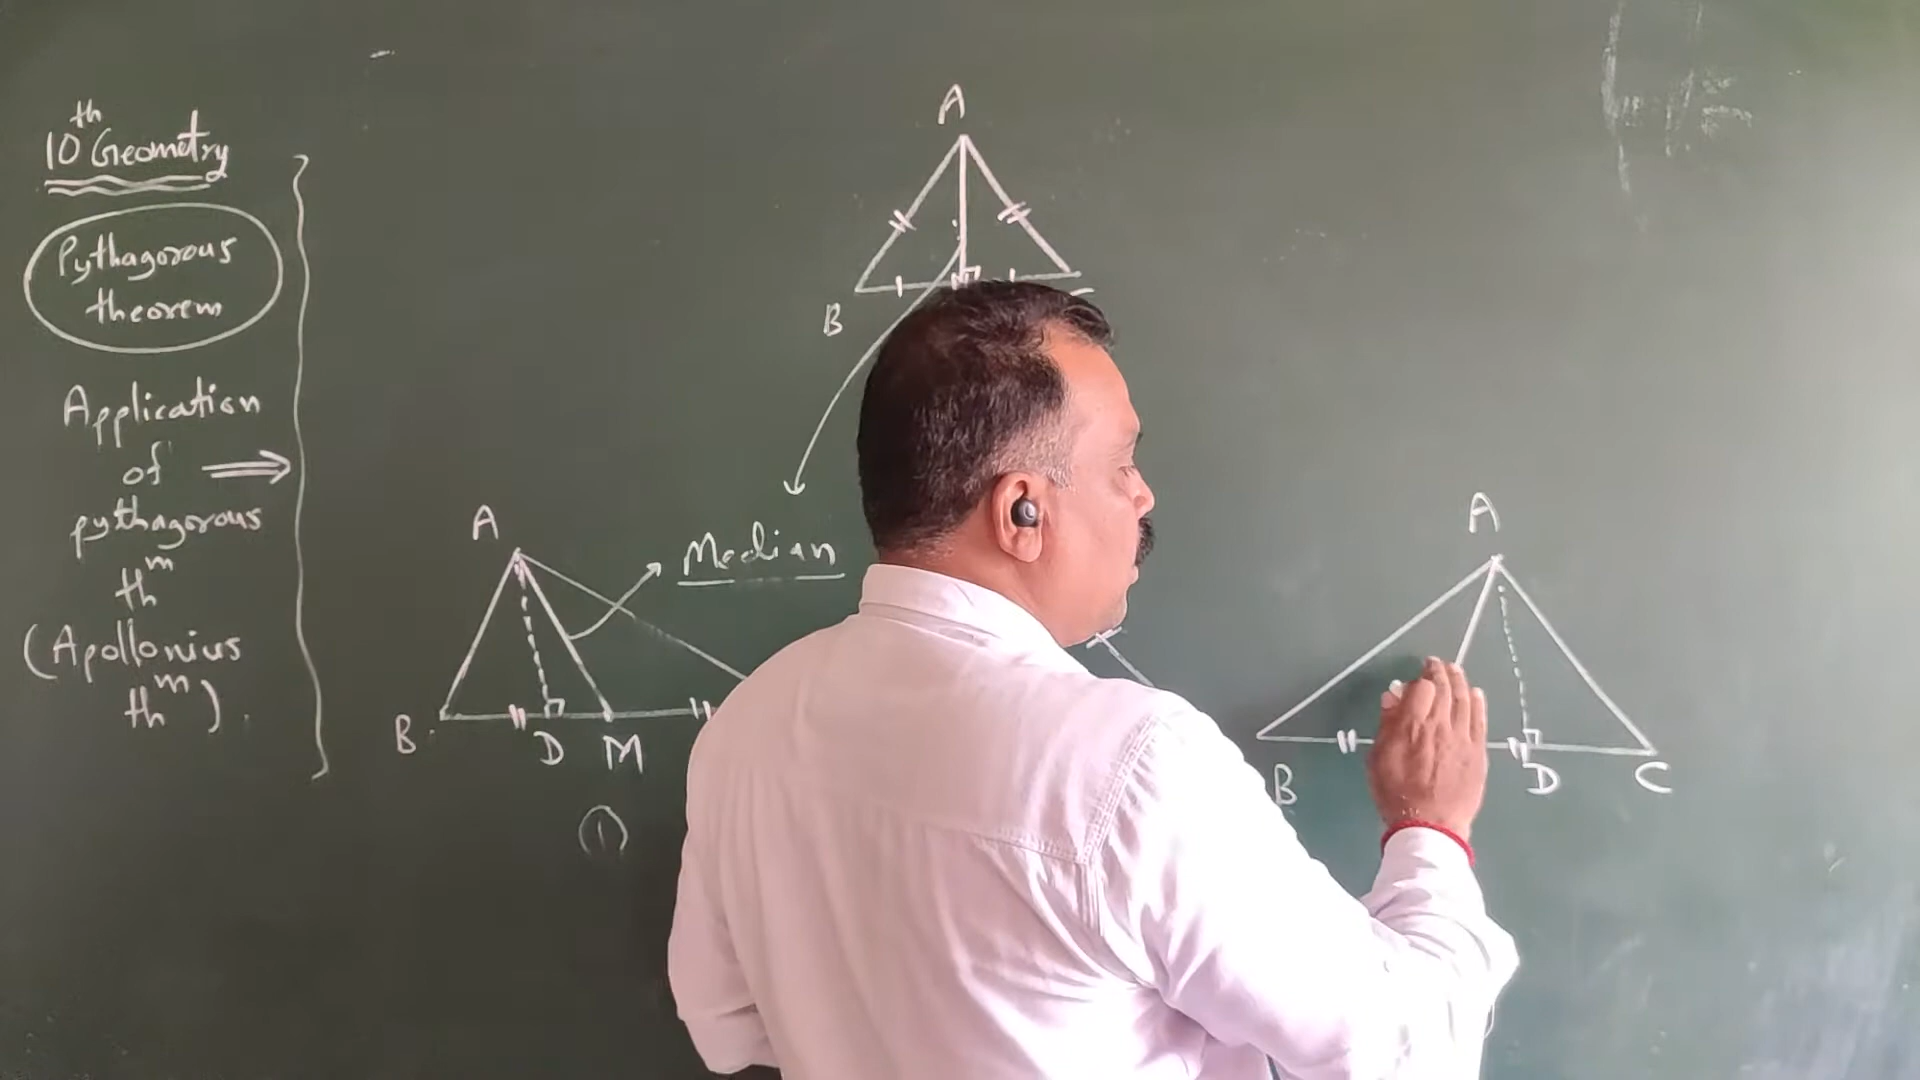 10th Geometry
Pythagorous
theorem
Application
of ⟹
pythagorous
thm
(Apollonius
thm).
A
B
A
Median
B
D
M
①
A
B
D
C